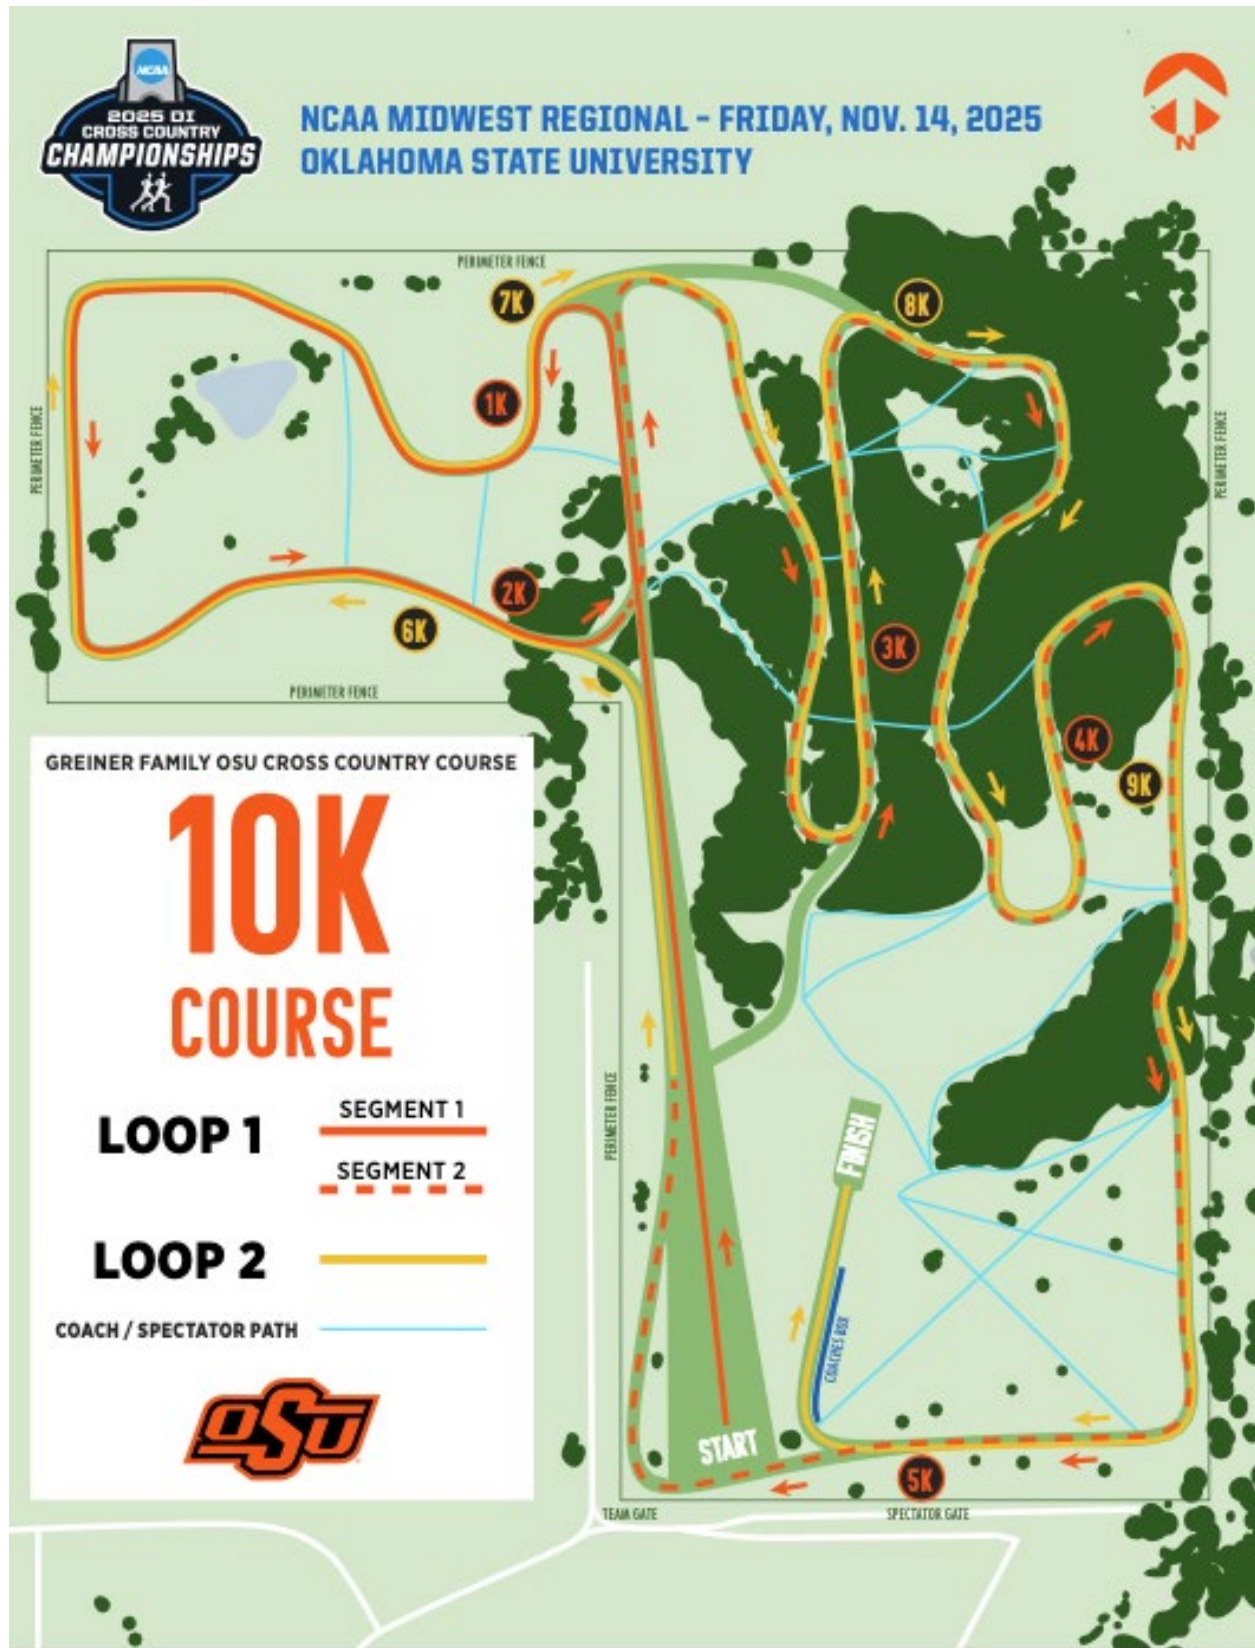 NCAA
2025 DI
CROSS COUNTRY
CHAMPIONSHIPS
NCAA MIDWEST REGIONAL - FRIDAY, NOV. 14, 2025
OKLAHOMA STATE UNIVERSITY
N
PERIMETER FENCE
7K
8K
1K
PERIMETER FENCE
PERIMETER FENCE
2K
6K
3K
PERIMETER FENCE
4K
9K
GREINER FAMILY OSU CROSS COUNTRY COURSE
10K
COURSE
LOOP 1
SEGMENT 1
SEGMENT 2
LOOP 2
COACH / SPECTATOR PATH
OSU
PERIMETER FENCE
FINISH
COACHES BOX
START
5K
TEAM GATE
SPECTATOR GATE